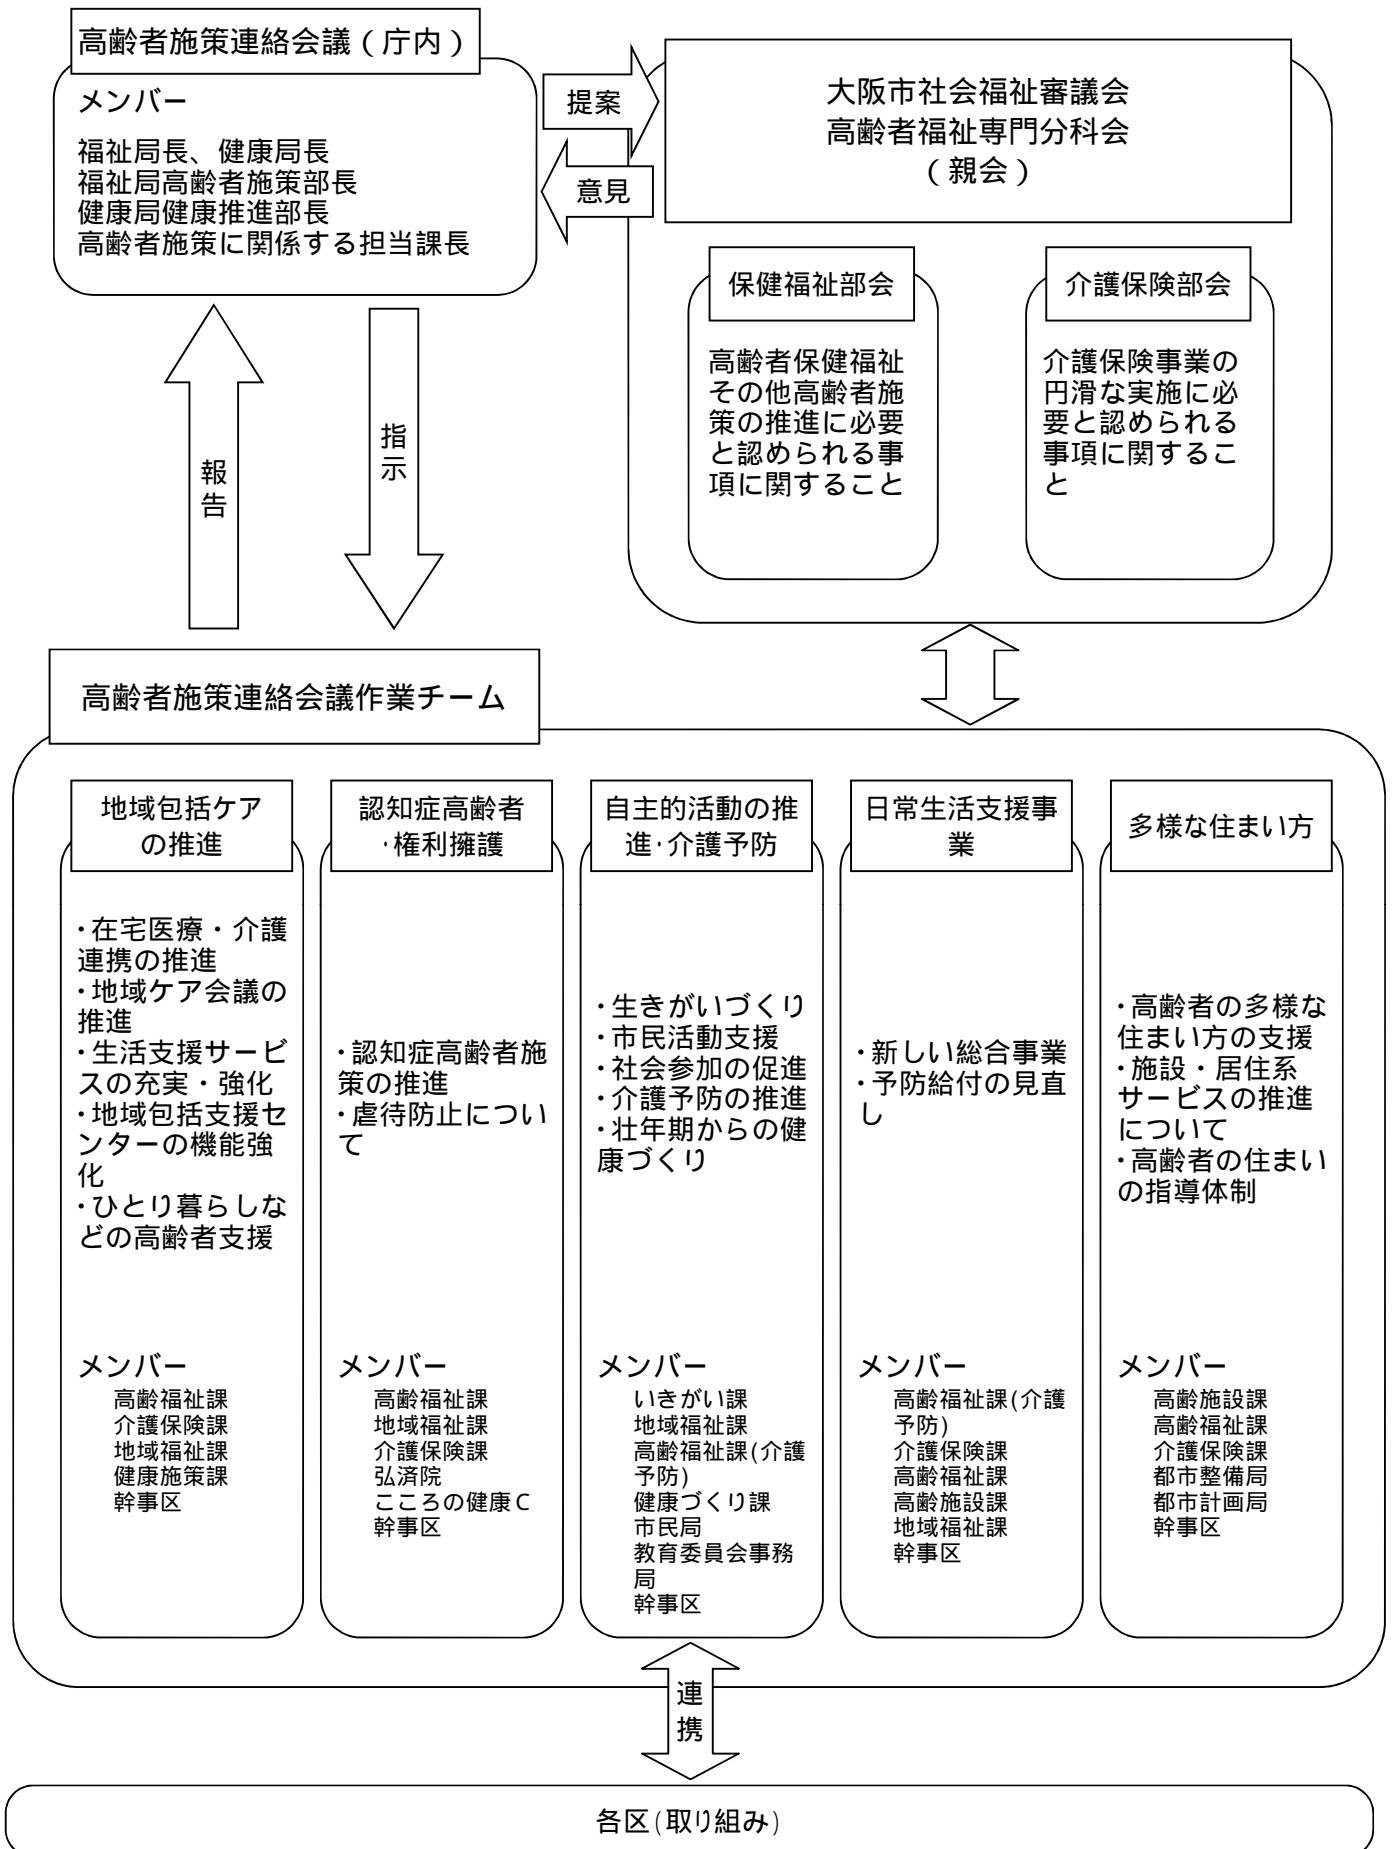 高齢者施策連絡会議（庁内）
メンバー
福祉局長、健康局長
福祉局高齢者施策部長
健康局健康推進部長
高齢者施策に関係する担当課長
提案
意見
大阪市社会福祉審議会
高齢者福祉専門分科会
（親会）
保健福祉部会
高齢者保健福祉
その他高齢者施
策の推進に必要
と認められる事
項に関すること
介護保険部会
介護保険事業の
円滑な実施に必
要と認められる
事項に関するこ
と
報告
指示
高齢者施策連絡会議作業チーム
地域包括ケア
の推進
・在宅医療・介護
連携の推進
・地域ケア会議の
推進
・生活支援サービ
スの充実・強化
・地域包括支援セ
ンターの機能強
化
・ひとり暮らしな
どの高齢者支援
メンバー
高齢福祉課
介護保険課
地域福祉課
健康施策課
幹事区
認知症高齢者
・権利擁護
・認知症高齢者施
策の推進
・虐待防止につい
て
メンバー
高齢福祉課
地域福祉課
介護保険課
弘済院
こころの健康Ｃ
幹事区
自主的活動の推
進・介護予防
・生きがいづくり
・市民活動支援
・社会参加の促進
・介護予防の推進
・壮年期からの健
康づくり
メンバー
いきがい課
地域福祉課
高齢福祉課(介護
予防)
健康づくり課
市民局
教育委員会事務
局
幹事区
日常生活支援事
業
・新しい総合事業
・予防給付の見直
し
メンバー
高齢福祉課(介護
予防)
介護保険課
高齢福祉課
高齢施設課
地域福祉課
幹事区
多様な住まい方
・高齢者の多様な
住まい方の支援
・施設・居住系
サービスの推進
について
・高齢者の住まい
の指導体制
メンバー
高齢施設課
高齢福祉課
介護保険課
都市整備局
都市計画局
幹事区
連携
各区(取り組み)